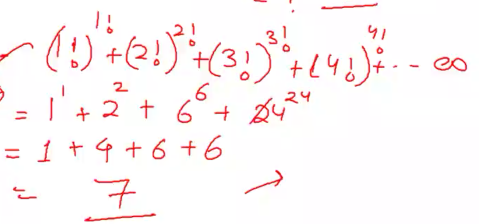 (1!)^1! + (2!)^2! + (3!)^3! + (4!)^4! + -- ∞
= 1^1 + 2^2 + 6^6 + 24^24
= 1 + 4 + 6 + 6
= 7 →